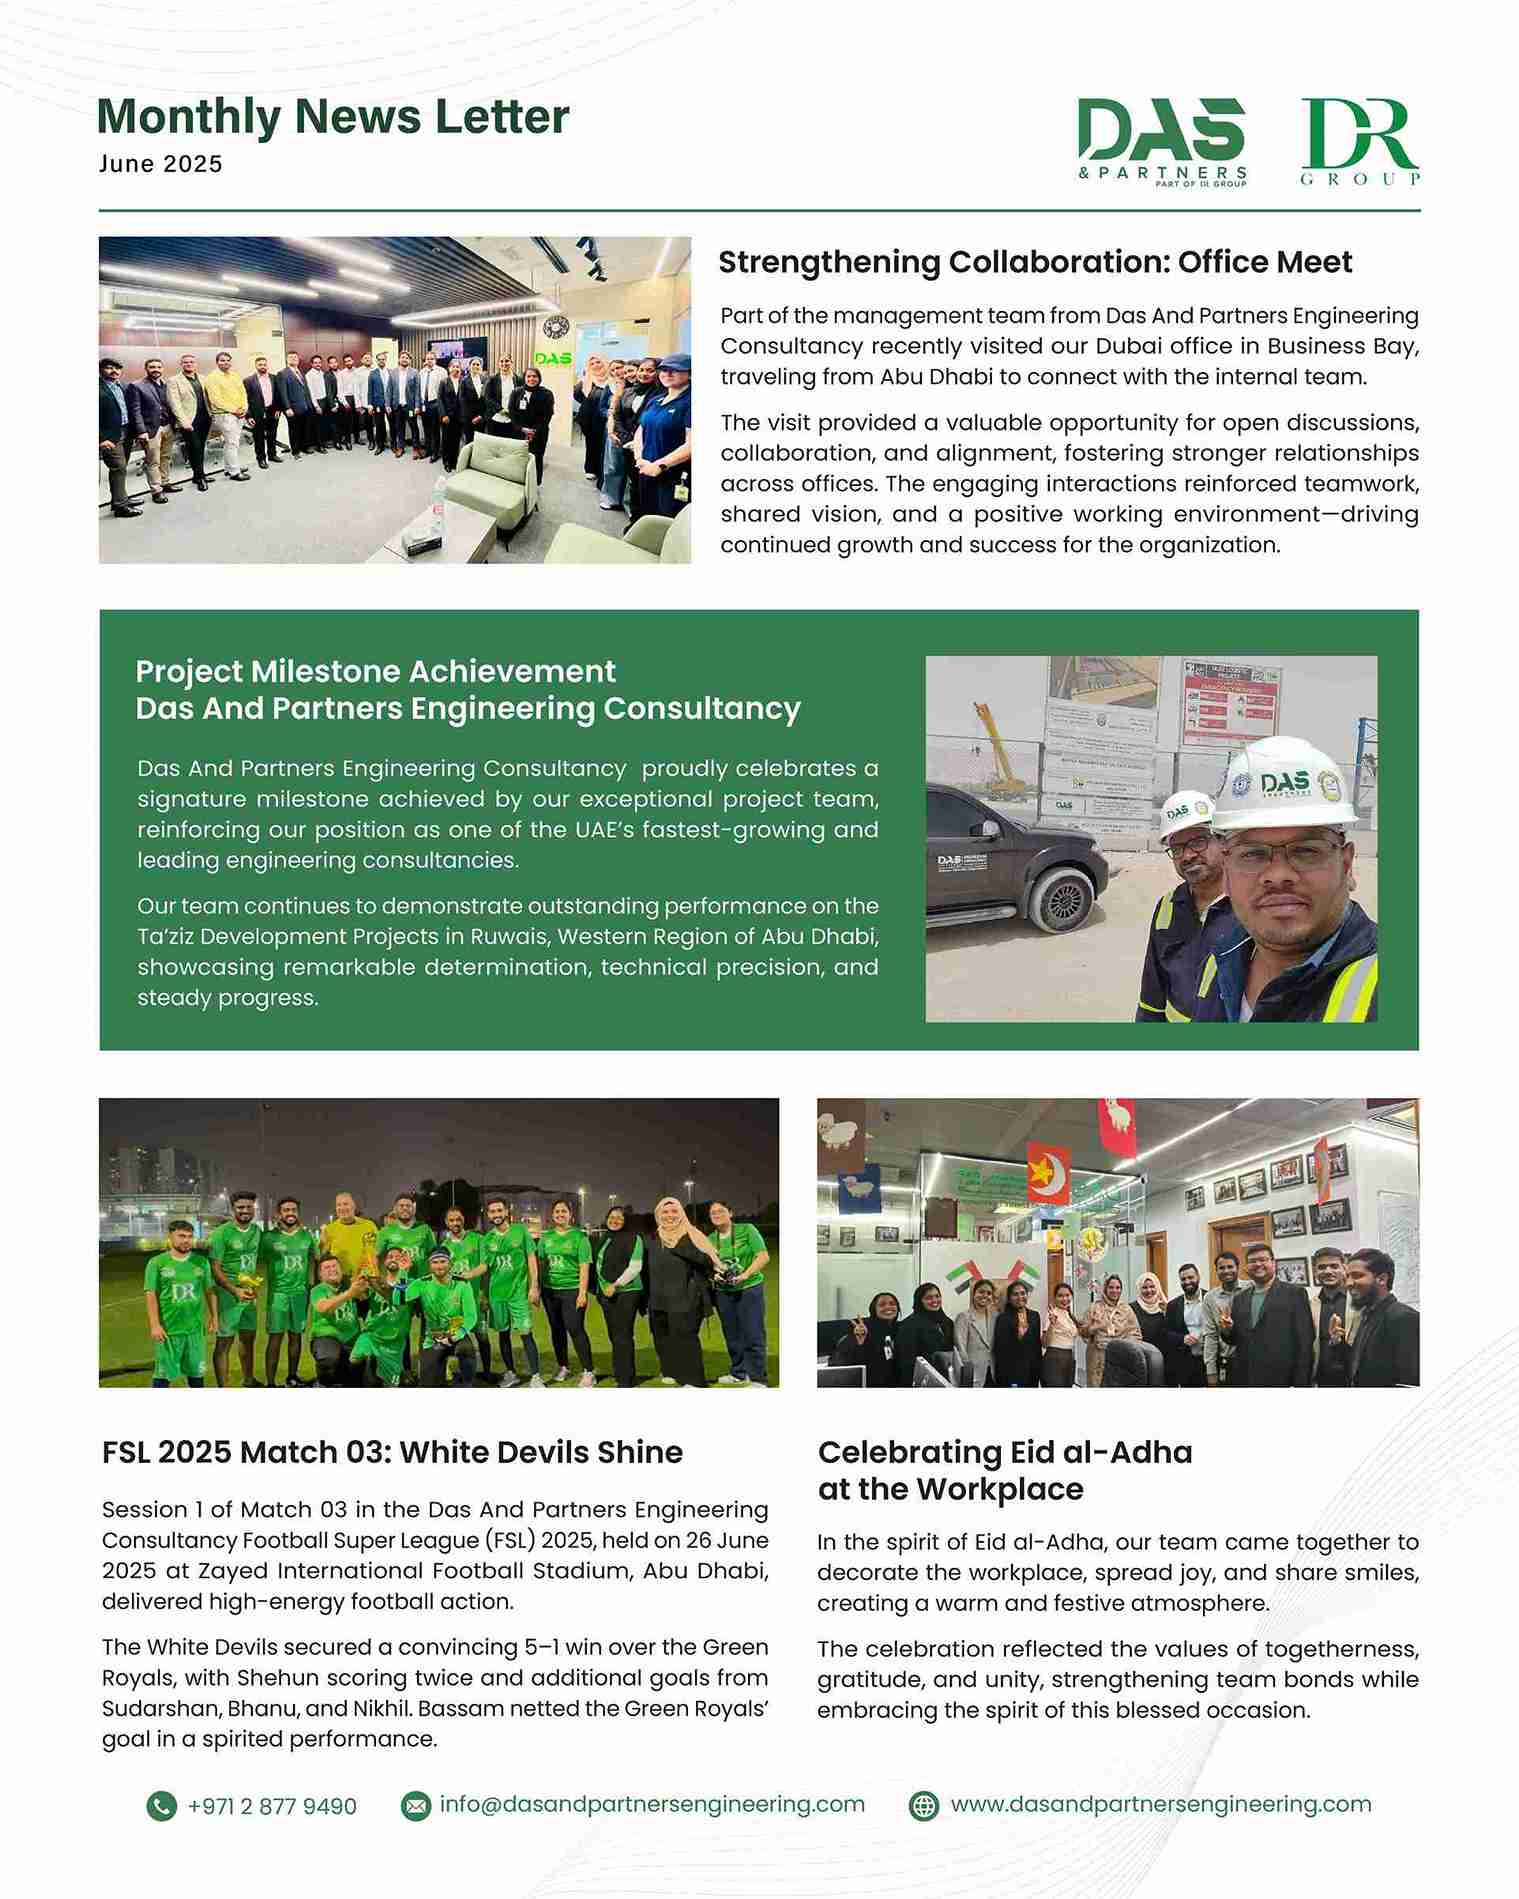 Monthly News Letter
June 2025
DAS
& PARTNERS
PART OF DR GROUP
DR
GROUP
DAS
Strengthening Collaboration: Office Meet
Part of the management team from Das And Partners Engineering
Consultancy recently visited our Dubai office in Business Bay,
traveling from Abu Dhabi to connect with the internal team.
The visit provided a valuable opportunity for open discussions,
collaboration, and alignment, fostering stronger relationships
across offices. The engaging interactions reinforced teamwork,
shared vision, and a positive working environment—driving
continued growth and success for the organization.
Project Milestone Achievement
Das And Partners Engineering Consultancy
Das And Partners Engineering Consultancy proudly celebrates a
signature milestone achieved by our exceptional project team,
reinforcing our position as one of the UAE's fastest-growing and
leading engineering consultancies.
Our team continues to demonstrate outstanding performance on the
Ta'ziz Development Projects in Ruwais, Western Region of Abu Dhabi,
showcasing remarkable determination, technical precision, and
steady progress.
DAS
DAS
DAS
DAS
DR
DR
FSL 2025 Match 03: White Devils Shine
Session 1 of Match 03 in the Das And Partners Engineering
Consultancy Football Super League (FSL) 2025, held on 26 June
2025 at Zayed International Football Stadium, Abu Dhabi,
delivered high-energy football action.
The White Devils secured a convincing 5–1 win over the Green
Royals, with Shehun scoring twice and additional goals from
Sudarshan, Bhanu, and Nikhil. Bassam netted the Green Royals'
goal in a spirited performance.
Celebrating Eid al-Adha
at the Workplace
In the spirit of Eid al-Adha, our team came together to
decorate the workplace, spread joy, and share smiles,
creating a warm and festive atmosphere.
The celebration reflected the values of togetherness,
gratitude, and unity, strengthening team bonds while
embracing the spirit of this blessed occasion.
+971 2 877 9490
info@dasandpartnersengineering.com
www.dasandpartnersengineering.com